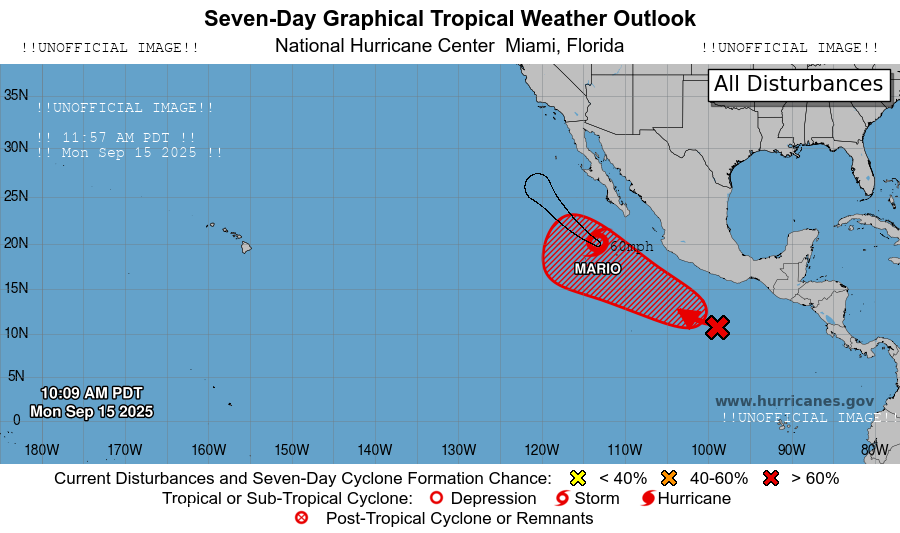 Seven-Day Graphical Tropical Weather Outlook
!!UNOFFICIAL IMAGE!! National Hurricane Center Miami, Florida !!UNOFFICIAL IMAGE!!
All Disturbances
35N
!!UNOFFICIAL IMAGE!!
!! 11:57 AM PDT !!
30N
!! Mon Sep 15 2025 !!
25N
20N
60mph
MARIO
15N
10N
5N
10:09 AM PDT
Mon Sep 15 2025
www.hurricanes.gov
!!UNOFFICIAL IMAGE!!
0
180W 170W 160W 150W 140W 130W 120W 110W 100W 90W 80W
Current Disturbances and Seven-Day Cyclone Formation Chance: < 40% 40-60% > 60%
Tropical or Sub-Tropical Cyclone: Depression Storm Hurricane
Post-Tropical Cyclone or Remnants